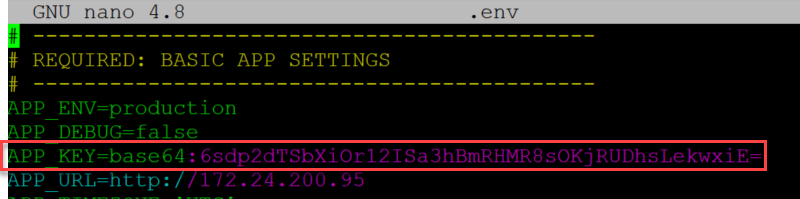 GNU nano 4.8 .env
# --------------------------------------------
# REQUIRED: BASIC APP SETTINGS
# --------------------------------------------
APP_ENV=production
APP_DEBUG=false
APP_KEY=base64:6sdp2dTSbXiOr12ISa3hBmRHMR8sOKjRUDhsLekwxiE=
APP_URL=http://172.24.200.95